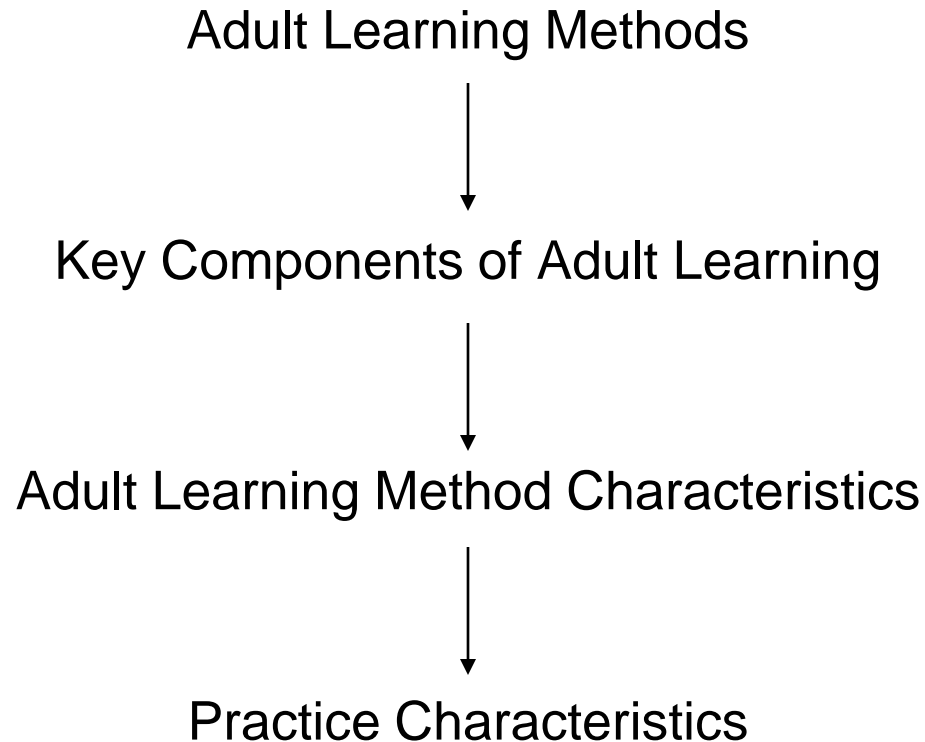 Adult Learning Methods
Key Components of Adult Learning
Adult Learning Method Characteristics
Practice Characteristics